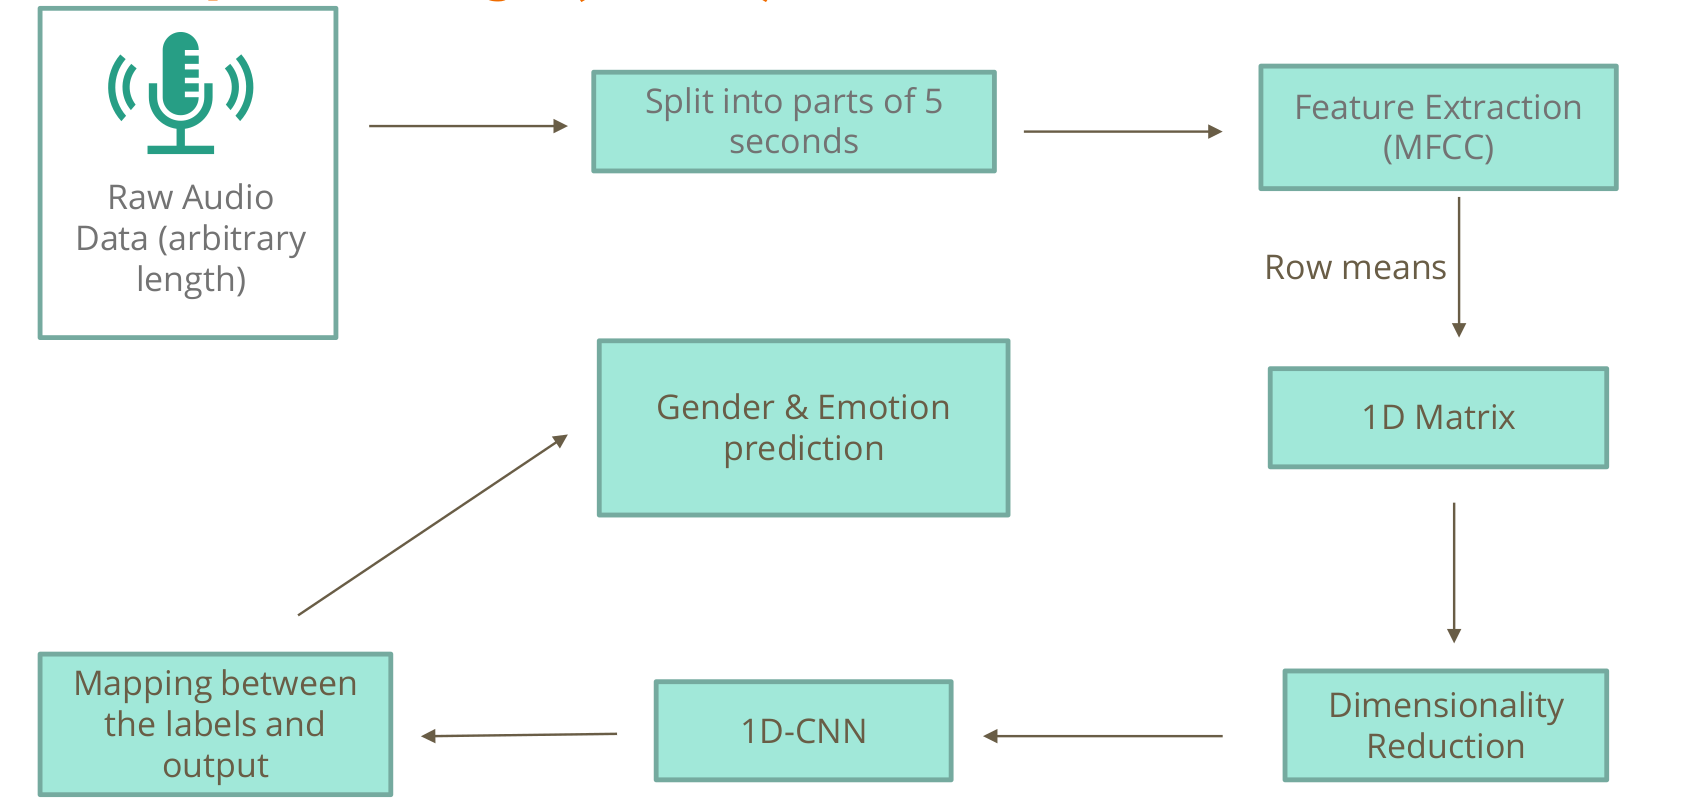 Raw Audio
Data (arbitrary
length)
Split into parts of 5
seconds
Feature Extraction
(MFCC)
Row means
1D Matrix
Gender & Emotion
prediction
Dimensionality
Reduction
1D-CNN
Mapping between
the labels and
output